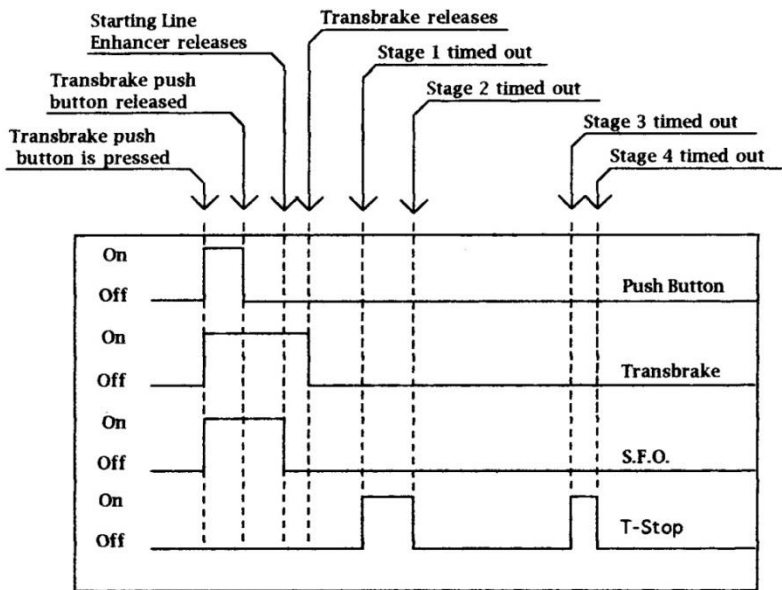 Starting Line
Enhancer releases
Transbrake releases
Stage 1 timed out
Transbrake push
button released
Stage 2 timed out
Stage 3 timed out
Transbrake push
button is pressed
Stage 4 timed out
On
Off
Push Button
On
Off
Transbrake
On
Off
S.F.O.
On
Off
T-Stop